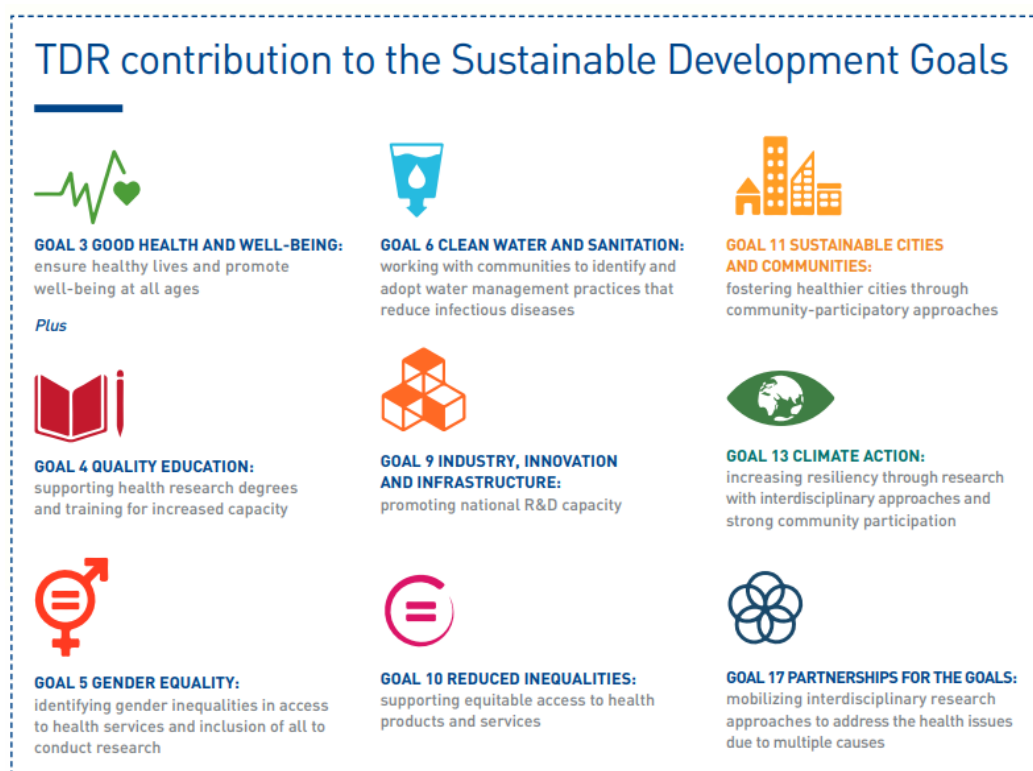 TDR contribution to the Sustainable Development Goals
GOAL 3 GOOD HEALTH AND WELL-BEING:
ensure healthy lives and promote
well-being at all ages
Plus
GOAL 4 QUALITY EDUCATION:
supporting health research degrees
and training for increased capacity
GOAL 5 GENDER EQUALITY:
identifying gender inequalities in access
to health services and inclusion of all to
conduct research
GOAL 6 CLEAN WATER AND SANITATION:
working with communities to identify and
adopt water management practices that
reduce infectious diseases
GOAL 9 INDUSTRY, INNOVATION
AND INFRASTRUCTURE:
promoting national R&D capacity
GOAL 10 REDUCED INEQUALITIES:
supporting equitable access to health
products and services
GOAL 11 SUSTAINABLE CITIES
AND COMMUNITIES:
fostering healthier cities through
community-participatory approaches
GOAL 13 CLIMATE ACTION:
increasing resiliency through research
with interdisciplinary approaches and
strong community participation
GOAL 17 PARTNERSHIPS FOR THE GOALS:
mobilizing interdisciplinary research
approaches to address the health issues
due to multiple causes